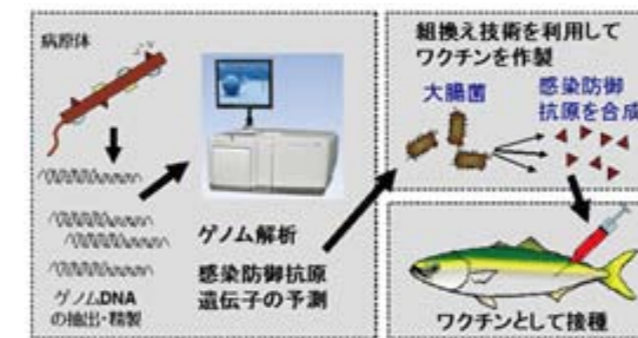 病原体
ゲノムDNA
の抽出・精製
ゲノム解析
感染防御抗原
遺伝子の予測
組換え技術を利用して
ワクチンを作製
大腸菌
感染防御
抗原を合成
ワクチンとして接種